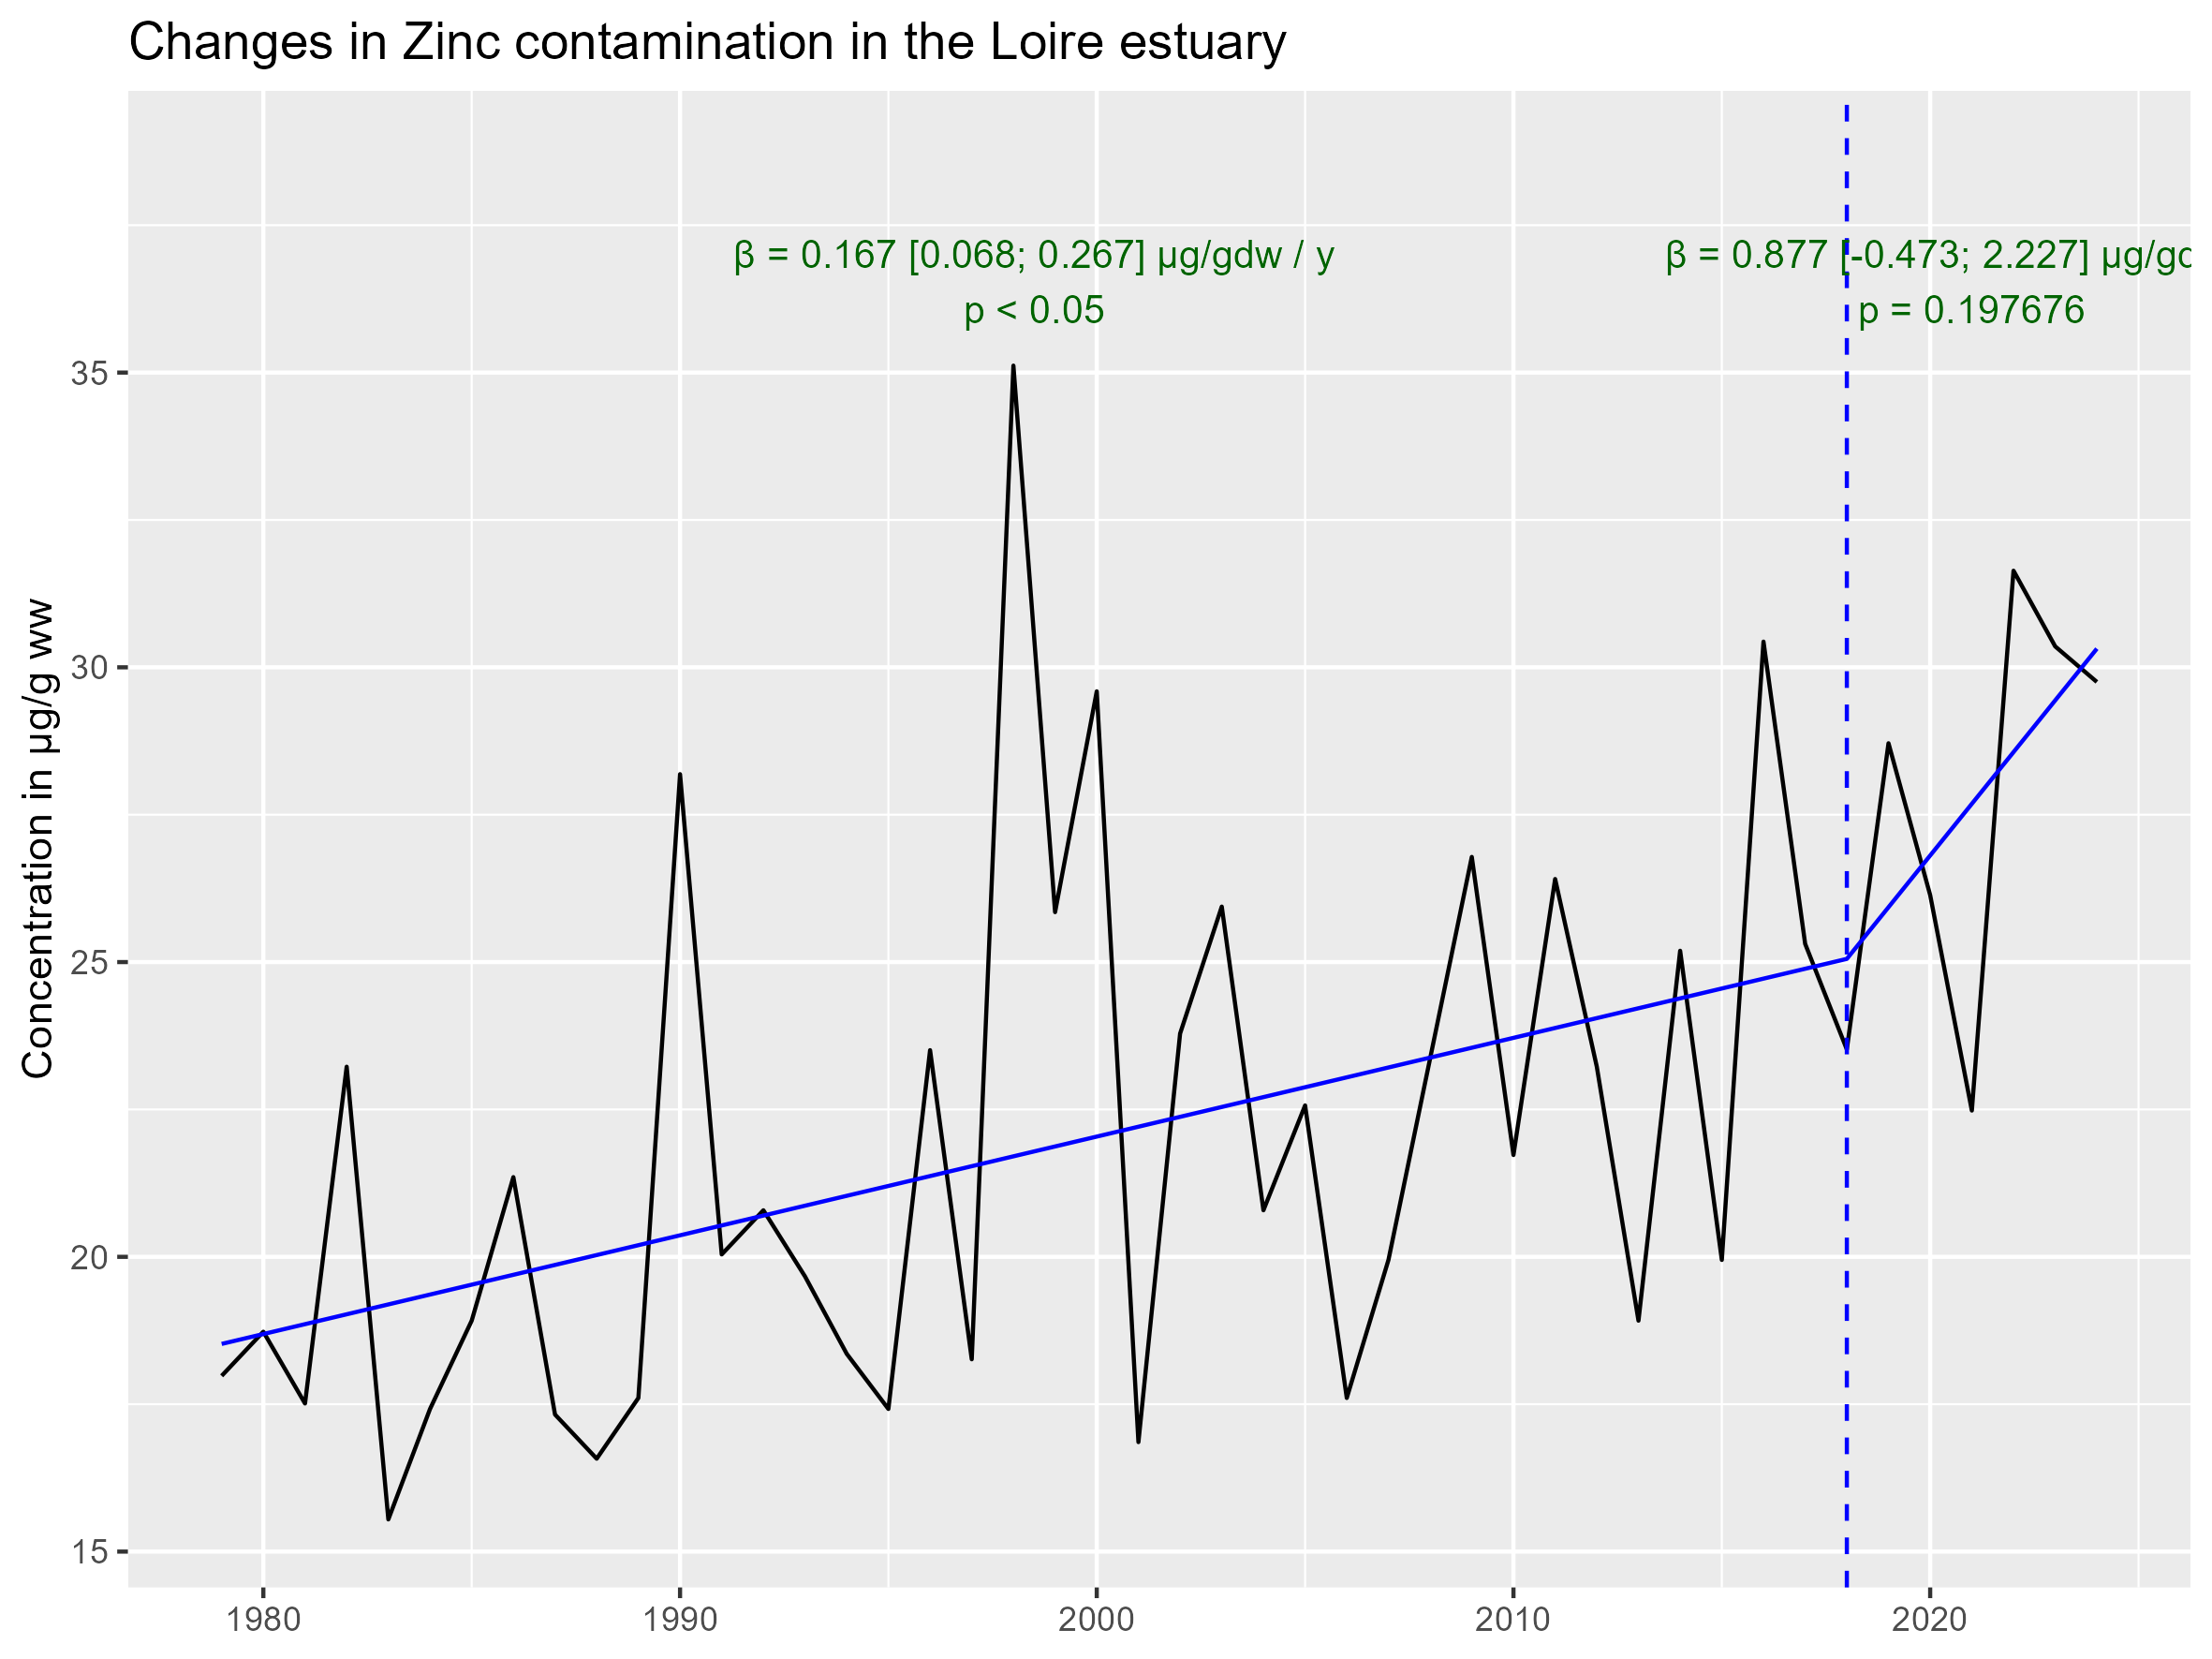 Changes in Zinc contamination in the Loire estuary
β = 0.167 [0.068; 0.267] µg/gdw / y
p < 0.05
β = 0.877 [-0.473; 2.227] µg/gd
p = 0.197676
Concentration in µg/g ww
35
30
25
20
15
1980
1990
2000
2010
2020